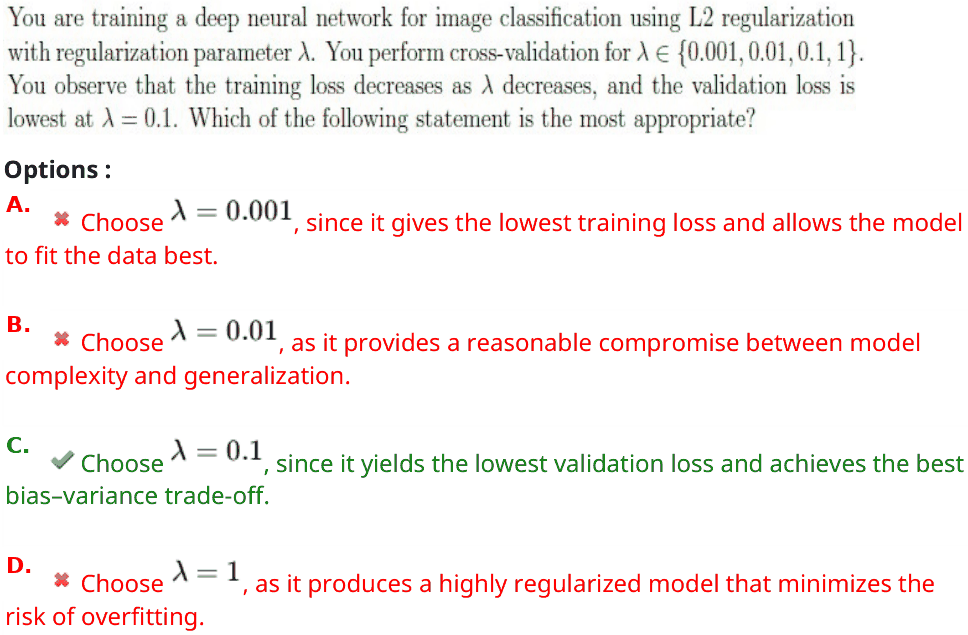 You are training a deep neural network for image classification using L2 regularization
with regularization parameter λ. You perform cross-validation for λ ∈ {0.001, 0.01, 0.1, 1}.
You observe that the training loss decreases as λ decreases, and the validation loss is
lowest at λ = 0.1. Which of the following statement is the most appropriate?
Options :
A. ✖ Choose λ = 0.001, since it gives the lowest training loss and allows the model
to fit the data best.
B. ✖ Choose λ = 0.01, as it provides a reasonable compromise between model
complexity and generalization.
C. ✔ Choose λ = 0.1, since it yields the lowest validation loss and achieves the best
bias–variance trade-off.
D. ✖ Choose λ = 1, as it produces a highly regularized model that minimizes the
risk of overfitting.